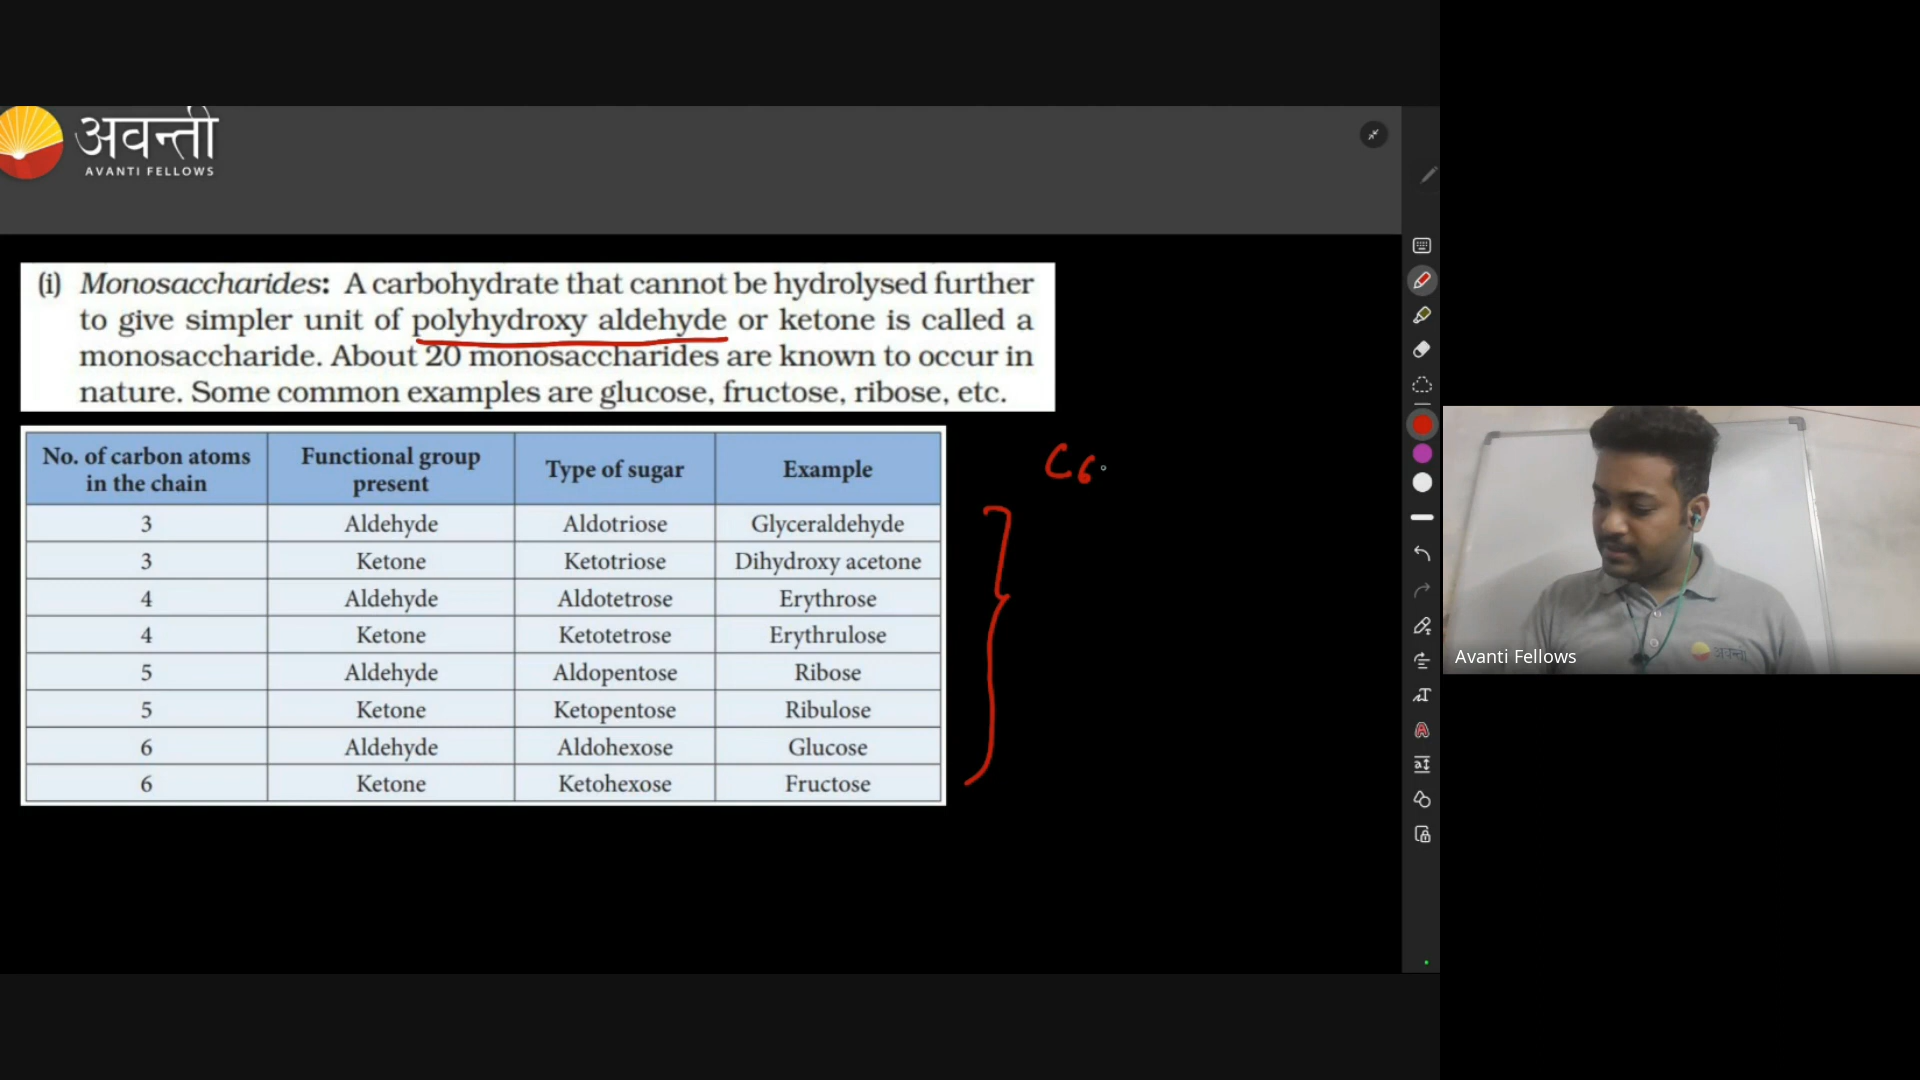 अवन्ती
AVANTI FELLOWS
(i) Monosaccharides: A carbohydrate that cannot be hydrolysed further
to give simpler unit of polyhydroxy aldehyde or ketone is called a
monosaccharide. About 20 monosaccharides are known to occur in
nature. Some common examples are glucose, fructose, ribose, etc.
No. of carbon atoms in the chain Functional group present Type of sugar Example
3 Aldehyde Aldotriose Glyceraldehyde
3 Ketone Ketotriose Dihydroxy acetone
4 Aldehyde Aldotetrose Erythrose
4 Ketone Ketotetrose Erythrulose
5 Aldehyde Aldopentose Ribose
5 Ketone Ketopentose Ribulose
6 Aldehyde Aldohexose Glucose
6 Ketone Ketohexose Fructose
C6
अवन्ती
Avanti Fellows